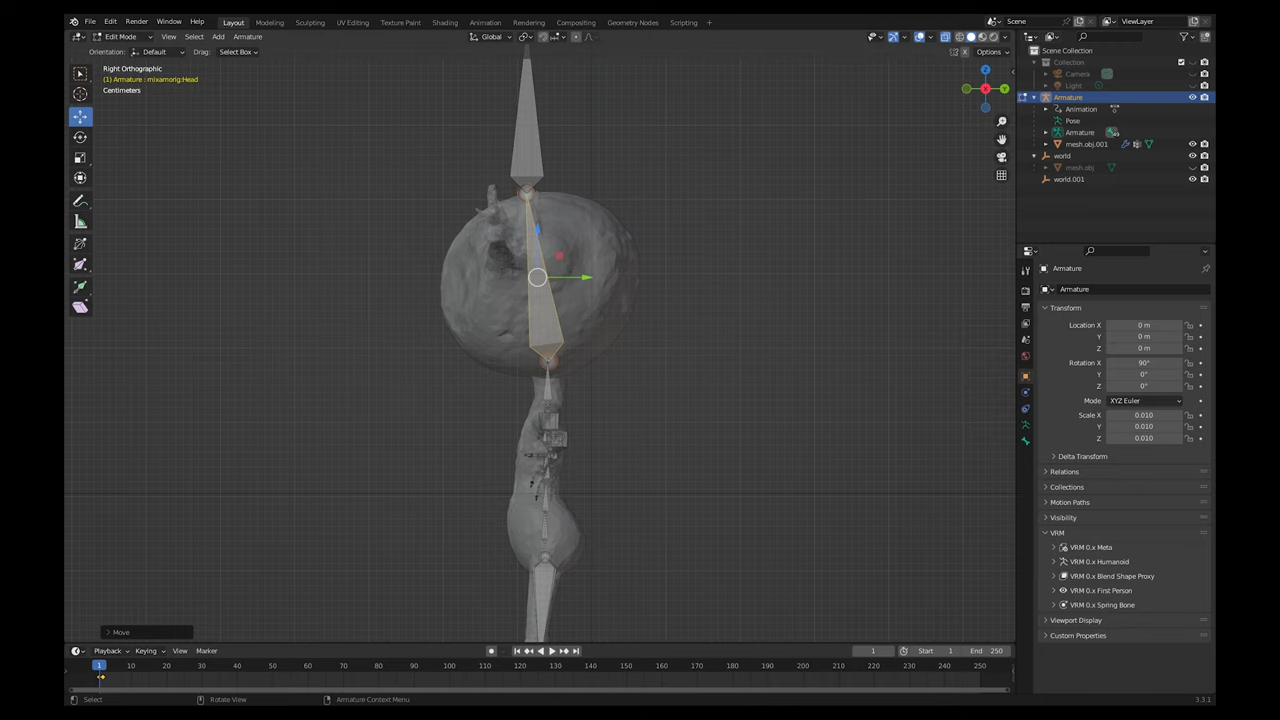 File Edit Render Window Help Layout Modeling Sculpting UV Editing Texture Paint Shading Animation Rendering Compositing Geometry Nodes Scripting + Scene ViewLayer
Edit Mode View Select Add Armature Global
Orientation: Default Drag: Select Box Options
Right Orthographic
(1) Armature : mixamorig:Head
Centimeters
Z
Y
X
Scene Collection
Collection
Camera
Light
Armature
Animation
Pose
Armature
mesh.obj.001
world
mesh.obj
world.001
Armature
Armature
Transform
Location X 0 m
Y 0 m
Z 0 m
Rotation X 90°
Y 0°
Z 0°
Mode XYZ Euler
Scale X 0.010
Y 0.010
Z 0.010
Delta Transform
Relations
Collections
Motion Paths
Visibility
VRM
VRM 0.x Meta
VRM 0.x Humanoid
VRM 0.x Blend Shape Proxy
VRM 0.x First Person
VRM 0.x Spring Bone
Viewport Display
Custom Properties
Move
Playback Keying View Marker 1 Start 1 End 250
1 10 20 30 40 50 60 70 80 90 100 110 120 130 140 150 160 170 180 190 200 210 220 230 240 250
Select Rotate View Armature Context Menu 3.3.1